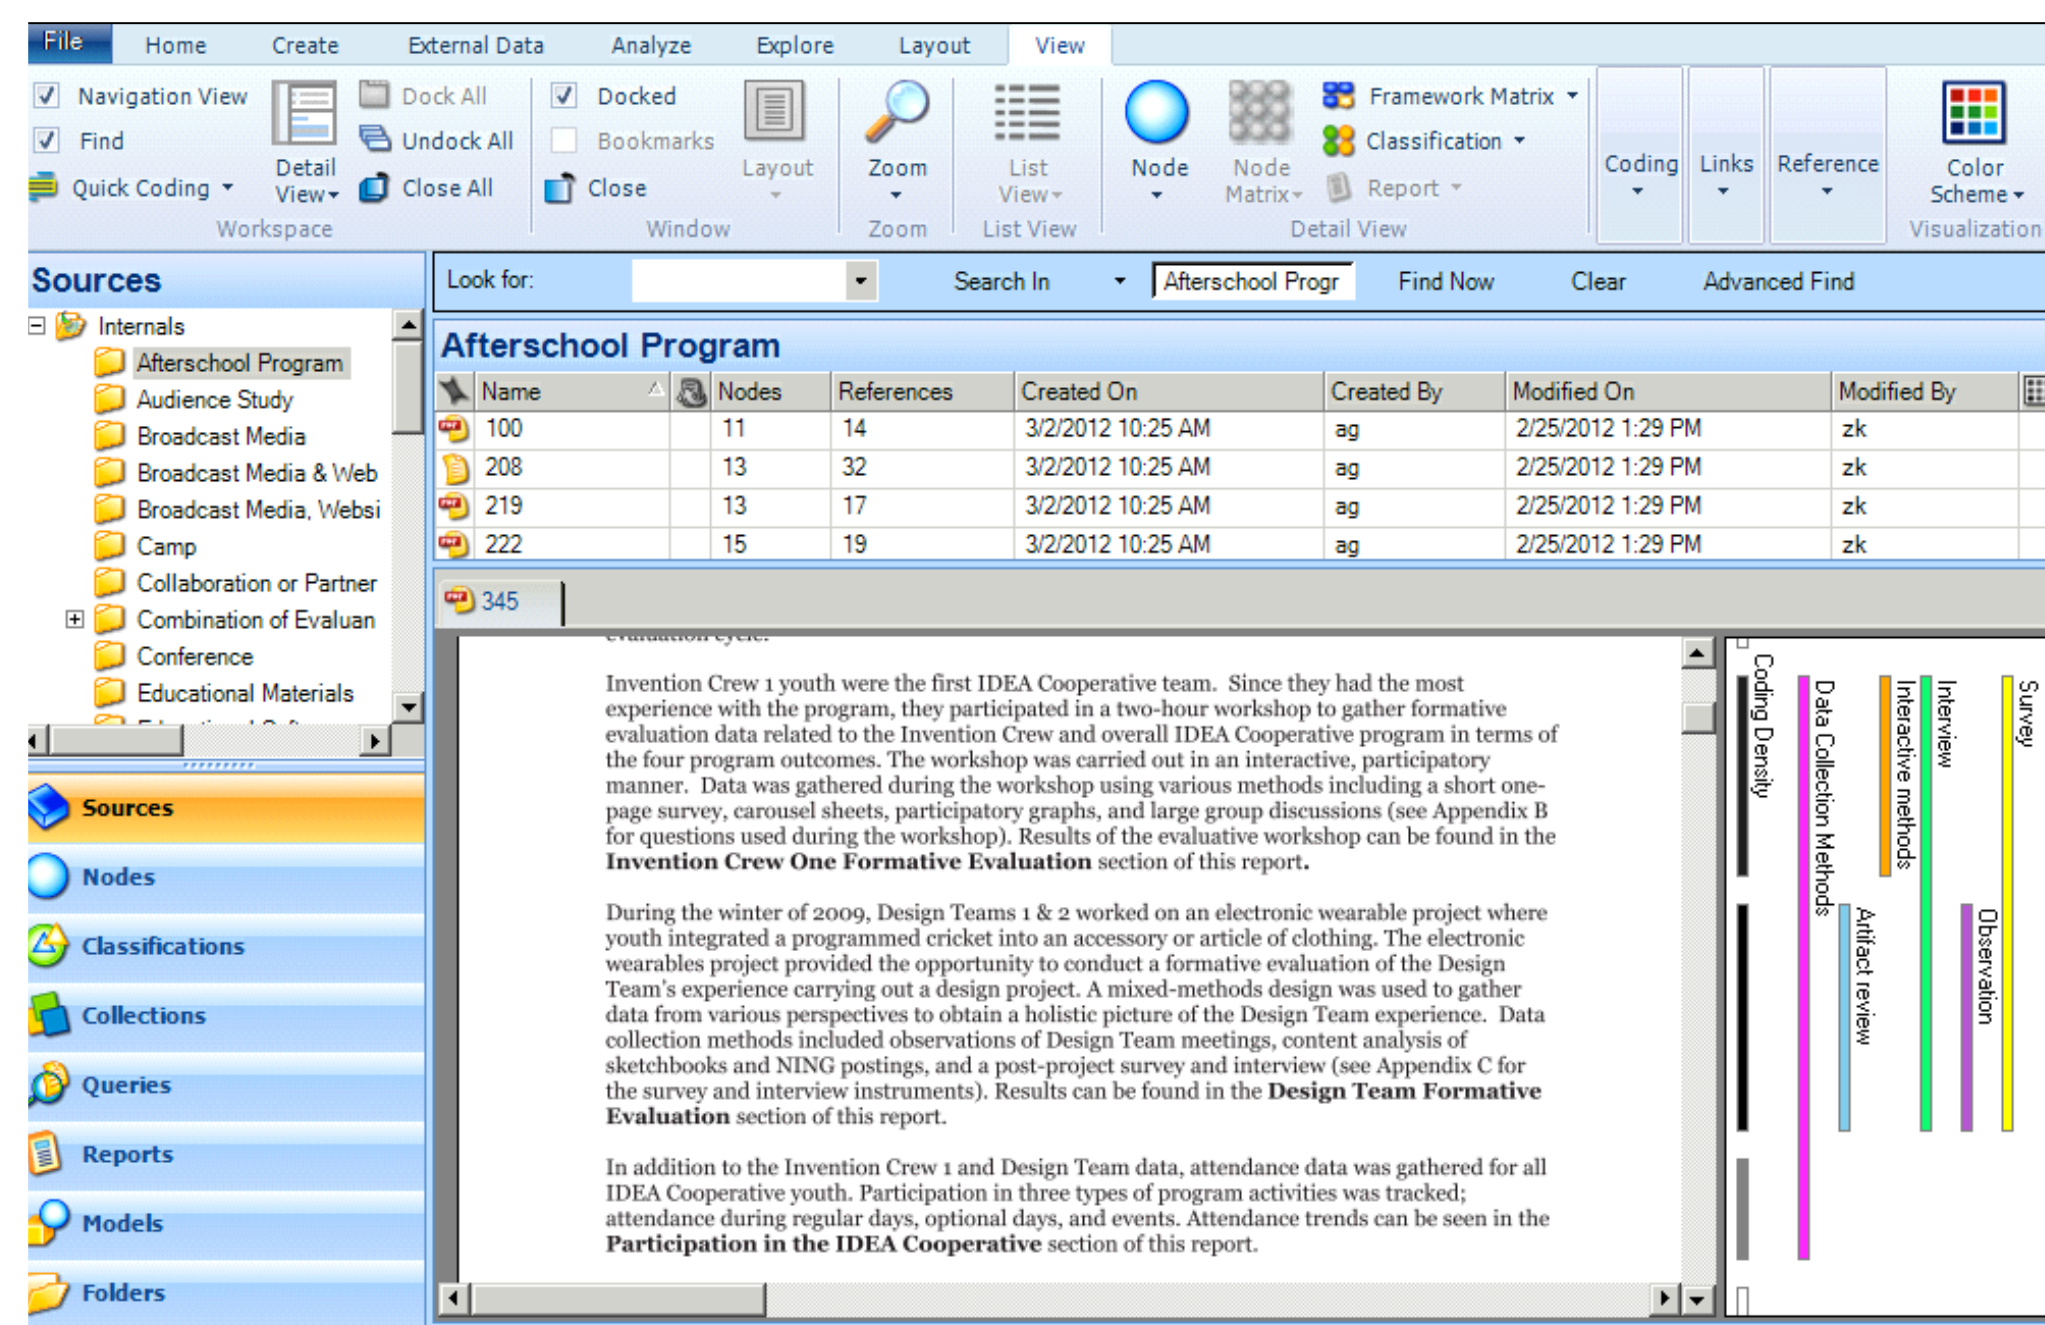 File Home Create External Data Analyze Explore Layout View
Navigation View Dock All Docked Framework Matrix
Find Undock All Bookmarks Classification
Quick Coding Detail View Close All Close Layout Zoom List View Node Node Matrix Report Coding Links Reference Color Scheme
Workspace Window Zoom List View Detail View Visualization
Sources
Look for: Search In Afterschool Progr Find Now Clear Advanced Find
Internals
Afterschool Program
Audience Study
Broadcast Media
Broadcast Media & Web
Broadcast Media, Websi
Camp
Collaboration or Partner
Combination of Evaluan
Conference
Educational Materials
Sources
Nodes
Classifications
Collections
Queries
Reports
Models
Folders
Afterschool Program
Name Nodes References Created On Created By Modified On Modified By
100 11 14 3/2/2012 10:25 AM ag 2/25/2012 1:29 PM zk
208 13 32 3/2/2012 10:25 AM ag 2/25/2012 1:29 PM zk
219 13 17 3/2/2012 10:25 AM ag 2/25/2012 1:29 PM zk
222 15 19 3/2/2012 10:25 AM ag 2/25/2012 1:29 PM zk
345
evaluation cycle.
Invention Crew 1 youth were the first IDEA Cooperative team. Since they had the most
experience with the program, they participated in a two-hour workshop to gather formative
evaluation data related to the Invention Crew and overall IDEA Cooperative program in terms of
the four program outcomes. The workshop was carried out in an interactive, participatory
manner. Data was gathered during the workshop using various methods including a short one-
page survey, carousel sheets, participatory graphs, and large group discussions (see Appendix B
for questions used during the workshop). Results of the evaluative workshop can be found in the
Invention Crew One Formative Evaluation section of this report.
During the winter of 2009, Design Teams 1 & 2 worked on an electronic wearable project where
youth integrated a programmed cricket into an accessory or article of clothing. The electronic
wearables project provided the opportunity to conduct a formative evaluation of the Design
Team's experience carrying out a design project. A mixed-methods design was used to gather
data from various perspectives to obtain a holistic picture of the Design Team experience. Data
collection methods included observations of Design Team meetings, content analysis of
sketchbooks and NING postings, and a post-project survey and interview (see Appendix C for
the survey and interview instruments). Results can be found in the Design Team Formative
Evaluation section of this report.
In addition to the Invention Crew 1 and Design Team data, attendance data was gathered for all
IDEA Cooperative youth. Participation in three types of program activities was tracked;
attendance during regular days, optional days, and events. Attendance trends can be seen in the
Participation in the IDEA Cooperative section of this report.
Coding Density
Data Collection Methods
Artifact review
Interactive methods
Interview
Observation
Survey